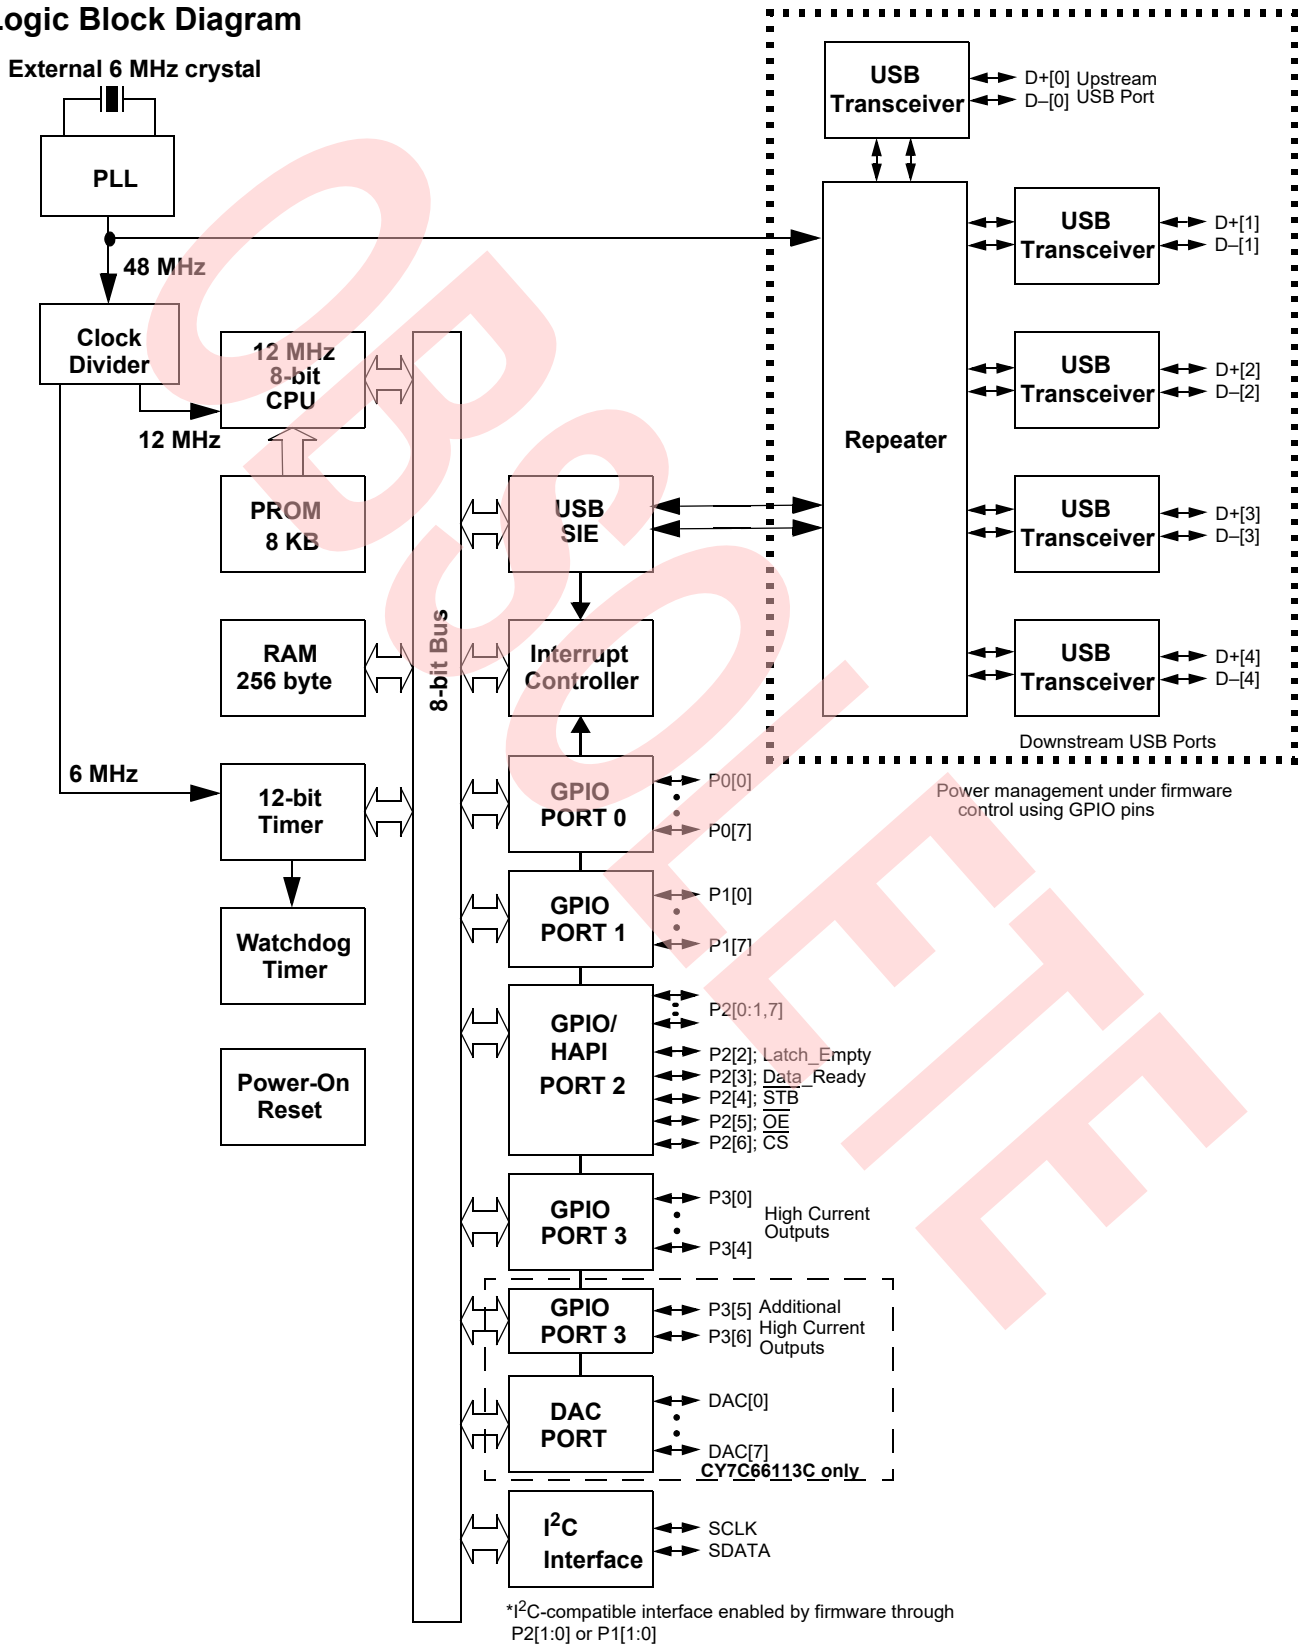 Logic Block Diagram
External 6 MHz crystal
PLL
48 MHz
Clock
Divider
12 MHz
8-bit
CPU
12 MHz
PROM
8 KB
RAM
256 byte
6 MHz
12-bit
Timer
Watchdog
Timer
Power-On
Reset
8-bit Bus
USB
SIE
Interrupt
Controller
GPIO
PORT 0
P0[0]
P0[7]
GPIO
PORT 1
P1[0]
P1[7]
GPIO/
HAPI
PORT 2
P2[0:1,7]
P2[2]; Latch_Empty
P2[3]; Data_Ready
P2[4]; STB
P2[5]; OE
P2[6]; CS
GPIO
PORT 3
P3[0]
P3[4]
High Current
Outputs
GPIO
PORT 3
P3[5] Additional
P3[6] High Current
Outputs
DAC
PORT
DAC[0]
DAC[7]
CY7C66113C only
I2C
Interface
SCLK
SDATA
*I2C-compatible interface enabled by firmware through
P2[1:0] or P1[1:0]
USB
Transceiver
D+[0] Upstream
D–[0] USB Port
Repeater
USB
Transceiver
D+[1]
D–[1]
USB
Transceiver
D+[2]
D–[2]
USB
Transceiver
D+[3]
D–[3]
USB
Transceiver
D+[4]
D–[4]
Downstream USB Ports
Power management under firmware
control using GPIO pins
OBSOLETE